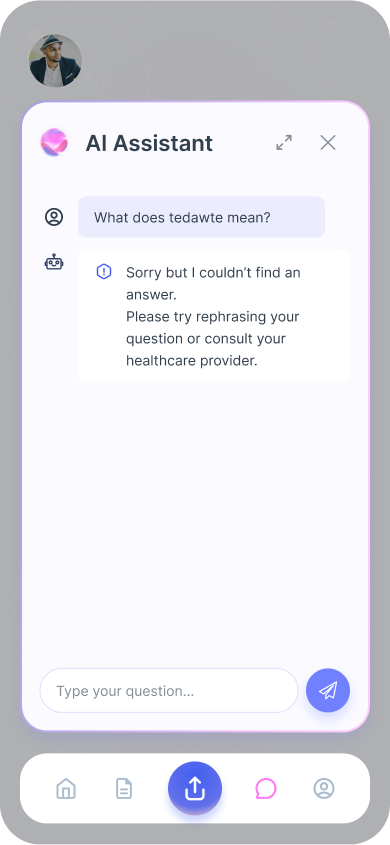 AI Assistant
What does tedawte mean?
Sorry but I couldn’t find an
answer.
Please try rephrasing your
question or consult your
healthcare provider.
Type your question...